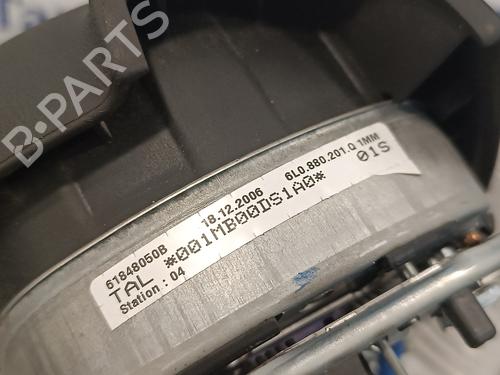 B-PARTS
61848050B 18.12.2006 6L0.880.201.Q 1MM
TAL *001MB00DS1A0* 01S
Station : 04